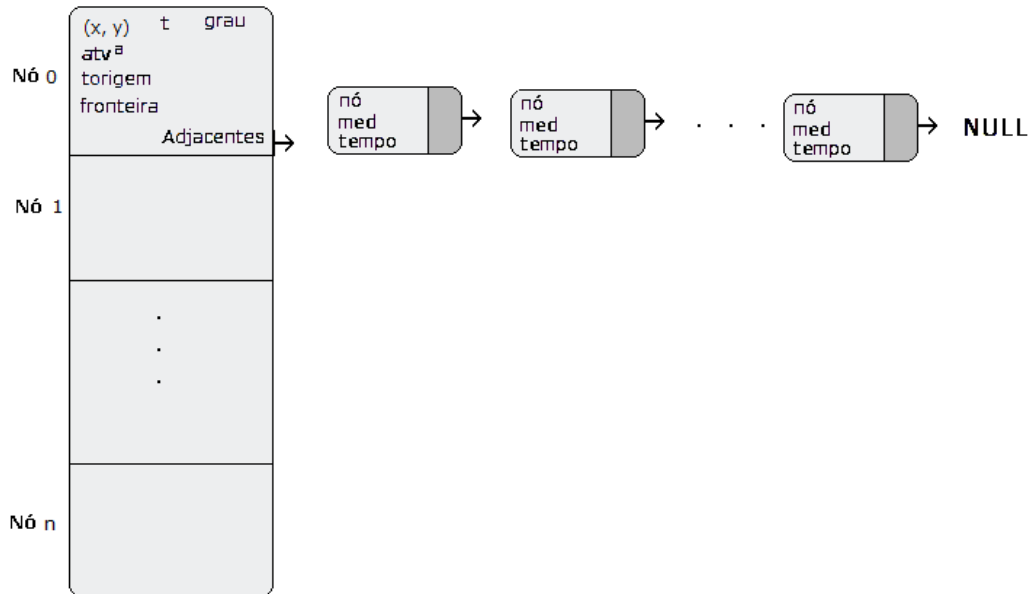 (x, y) t grau
atv a
Nó 0
torigem
fronteira
Adjacentes
nó
med
tempo
nó
med
tempo
. . .
nó
med
tempo
NULL
Nó 1
.
.
.
Nó n